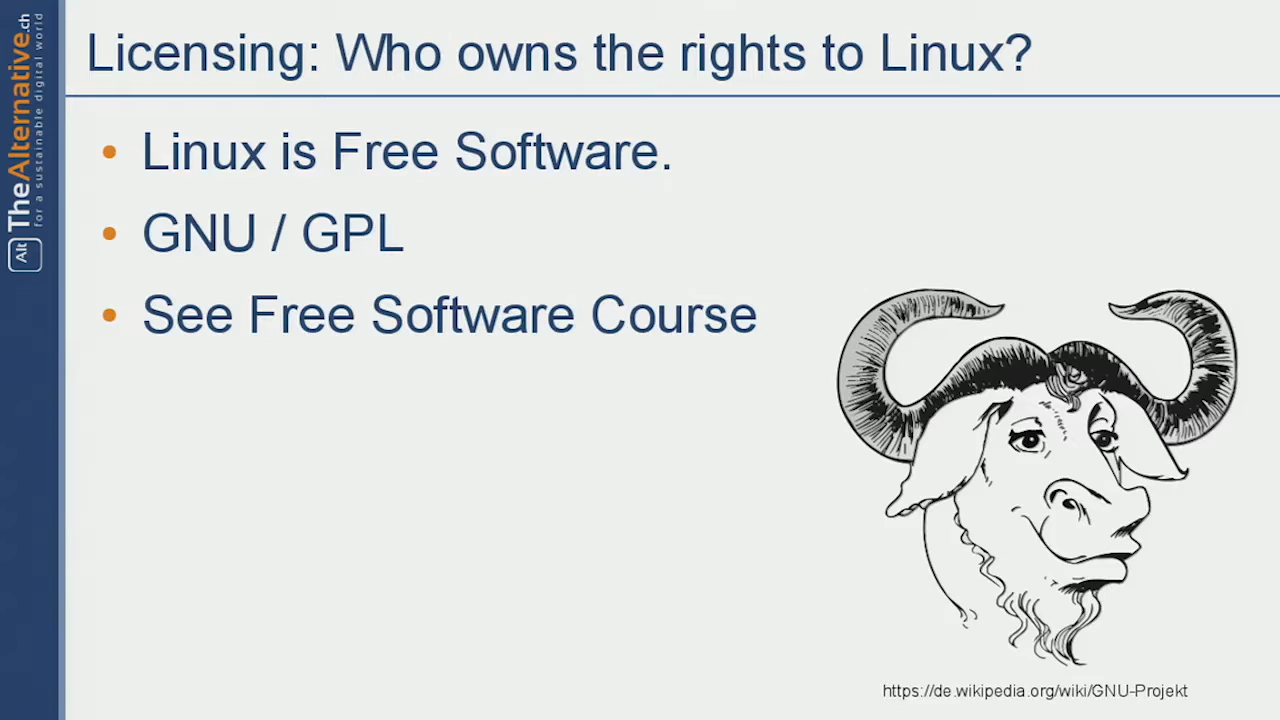 Licensing: Who owns the rights to Linux?
• Linux is Free Software.
• GNU / GPL
• See Free Software Course
https://de.wikipedia.org/wiki/GNU-Projekt
Alt TheAlternative.ch
for a sustainable digital world